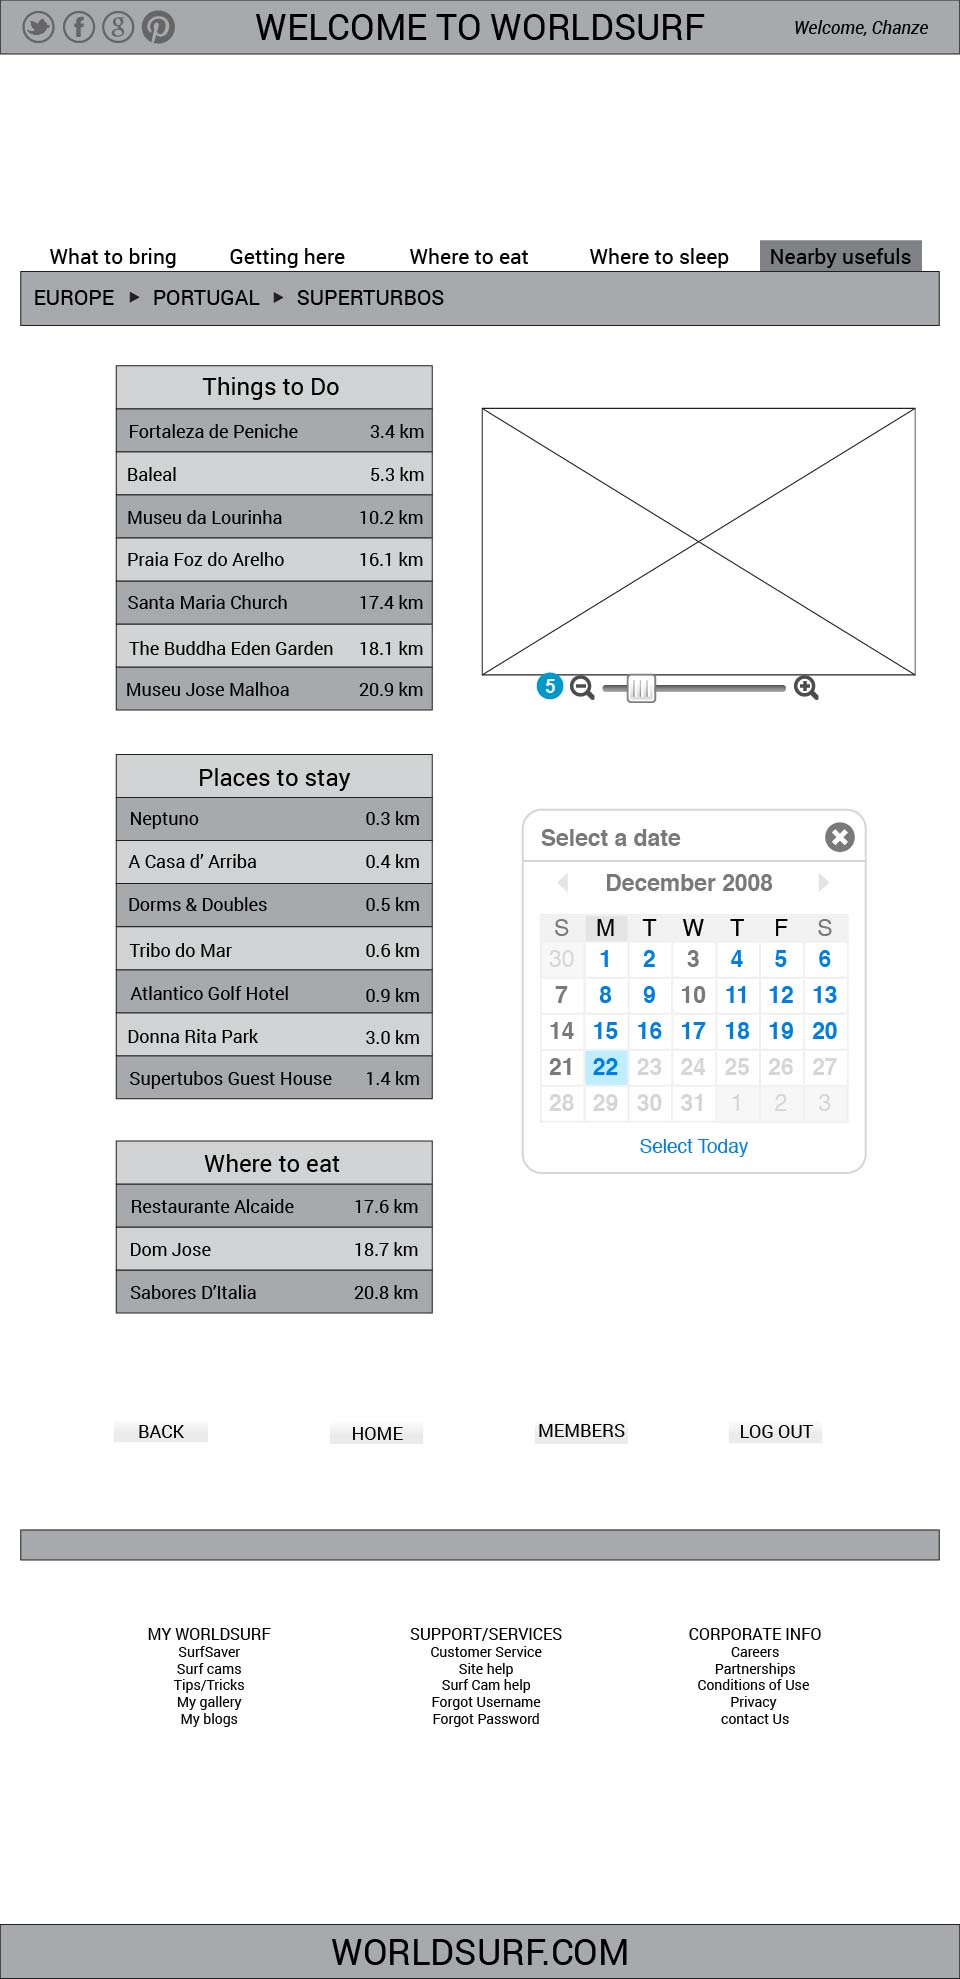 WELCOME TO WORLDSURF
Welcome, Chanze
What to bring
Getting here
Where to eat
Where to sleep
Nearby usefuls
EUROPE ▸ PORTUGAL ▸ SUPERTURBOS
Things to Do
Fortaleza de Peniche 3.4 km
Baleal 5.3 km
Museu da Lourinha 10.2 km
Praia Foz do Arelho 16.1 km
Santa Maria Church 17.4 km
The Buddha Eden Garden 18.1 km
Museu Jose Malhoa 20.9 km
5
Places to stay
Neptuno 0.3 km
A Casa d’ Arriba 0.4 km
Dorms & Doubles 0.5 km
Tribo do Mar 0.6 km
Atlantico Golf Hotel 0.9 km
Donna Rita Park 3.0 km
Supertubos Guest House 1.4 km
Select a date
December 2008
S M T W T F S
30 1 2 3 4 5 6
7 8 9 10 11 12 13
14 15 16 17 18 19 20
21 22 23 24 25 26 27
28 29 30 31 1 2 3
Select Today
Where to eat
Restaurante Alcaide 17.6 km
Dom Jose 18.7 km
Sabores D’Italia 20.8 km
BACK
HOME
MEMBERS
LOG OUT
MY WORLDSURF
SurfSaver
Surf cams
Tips/Tricks
My gallery
My blogs
SUPPORT/SERVICES
Customer Service
Site help
Surf Cam help
Forgot Username
Forgot Password
CORPORATE INFO
Careers
Partnerships
Conditions of Use
Privacy
contact Us
WORLDSURF.COM